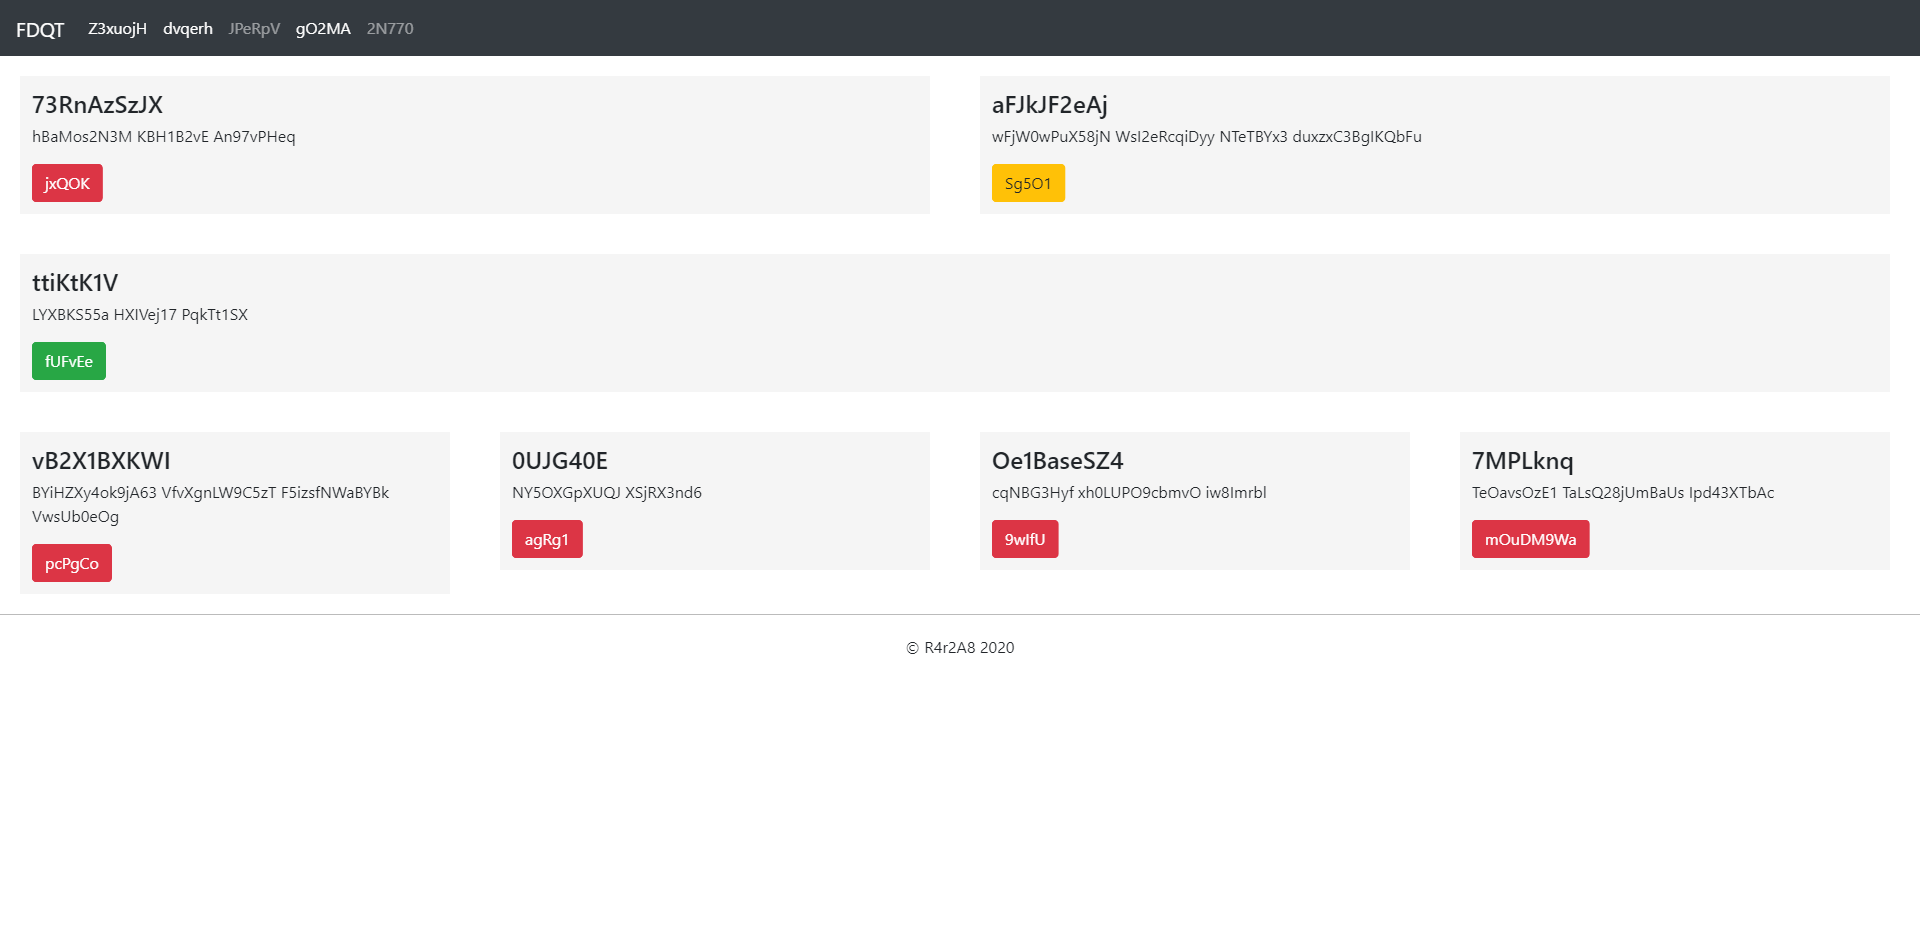 FDQT Z3xuojH dvqerh JPeRpV gO2MA 2N770
73RnAzSzJX
hBaMos2N3M KBH1B2vE An97vPHeq
jxQOK
aFJkJF2eAj
wFjW0wPuX58jN WsI2eRcqiDyy NTeTBYx3 duxzxC3BgIKQbFu
Sg5O1
ttiKtK1V
LYXBKS55a HXIVej17 PqkTt1SX
fUFvEe
vB2X1BXKWI
BYiHZXy4ok9jA63 VfvXgnLW9C5zT F5izsfNWaBYBk
VwsUb0eOg
pcPgCo
0UJG40E
NY5OXGpXUQJ XSjRX3nd6
agRg1
Oe1BaseSZ4
cqNBG3Hyf xh0LUPO9cbmvO iw8Imrbl
9wIfU
7MPLknq
TeOavsOzE1 TaLsQ28jUmBaUs Ipd43XTbAc
mOuDM9Wa
© R4r2A8 2020